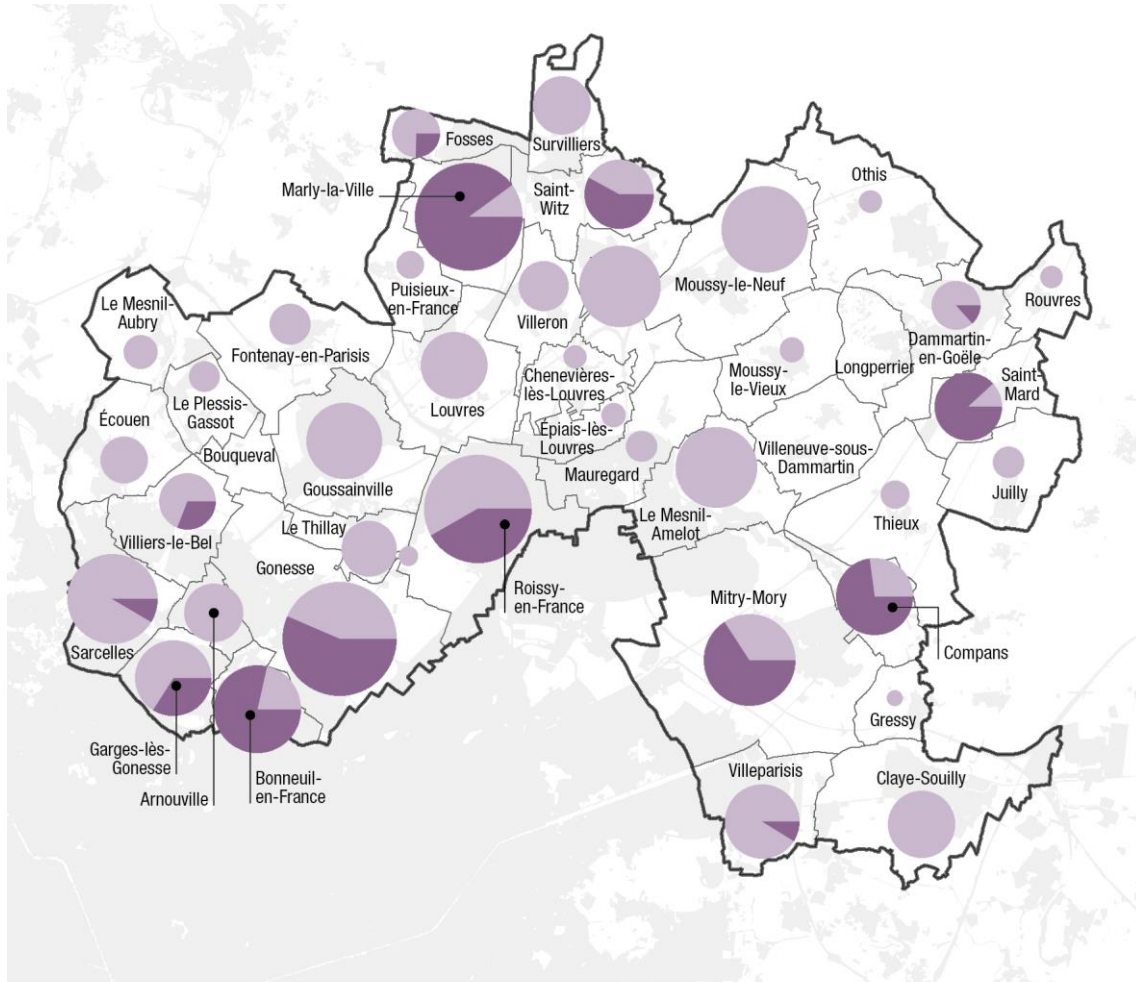 Fosses
Survilliers
Marly-la-Ville
Saint-
Witz
Othis
Puisieux-
en-France
Villeron
Moussy-le-Neuf
Rouvres
Le Mesnil-
Aubry
Fontenay-en-Parisis
Dammartin-
en-Goële
Le Plessis-
Gassot
Louvres
Chenevières-
lès-Louvres
Moussy-
le-Vieux
Longperrier
Saint-
Mard
Écouen
Bouqueval
Goussainville
Épiais-lès-
Louvres
Mauregard
Villeneuve-sous-
Dammartin
Juilly
Villiers-le-Bel
Le Thillay
Le Mesnil-
Amelot
Thieux
Gonesse
Roissy-
en-France
Mitry-Mory
Sarcelles
Compans
Gressy
Garges-lès-
Gonesse
Arnouville
Bonneuil-
en-France
Villeparisis
Claye-Souilly